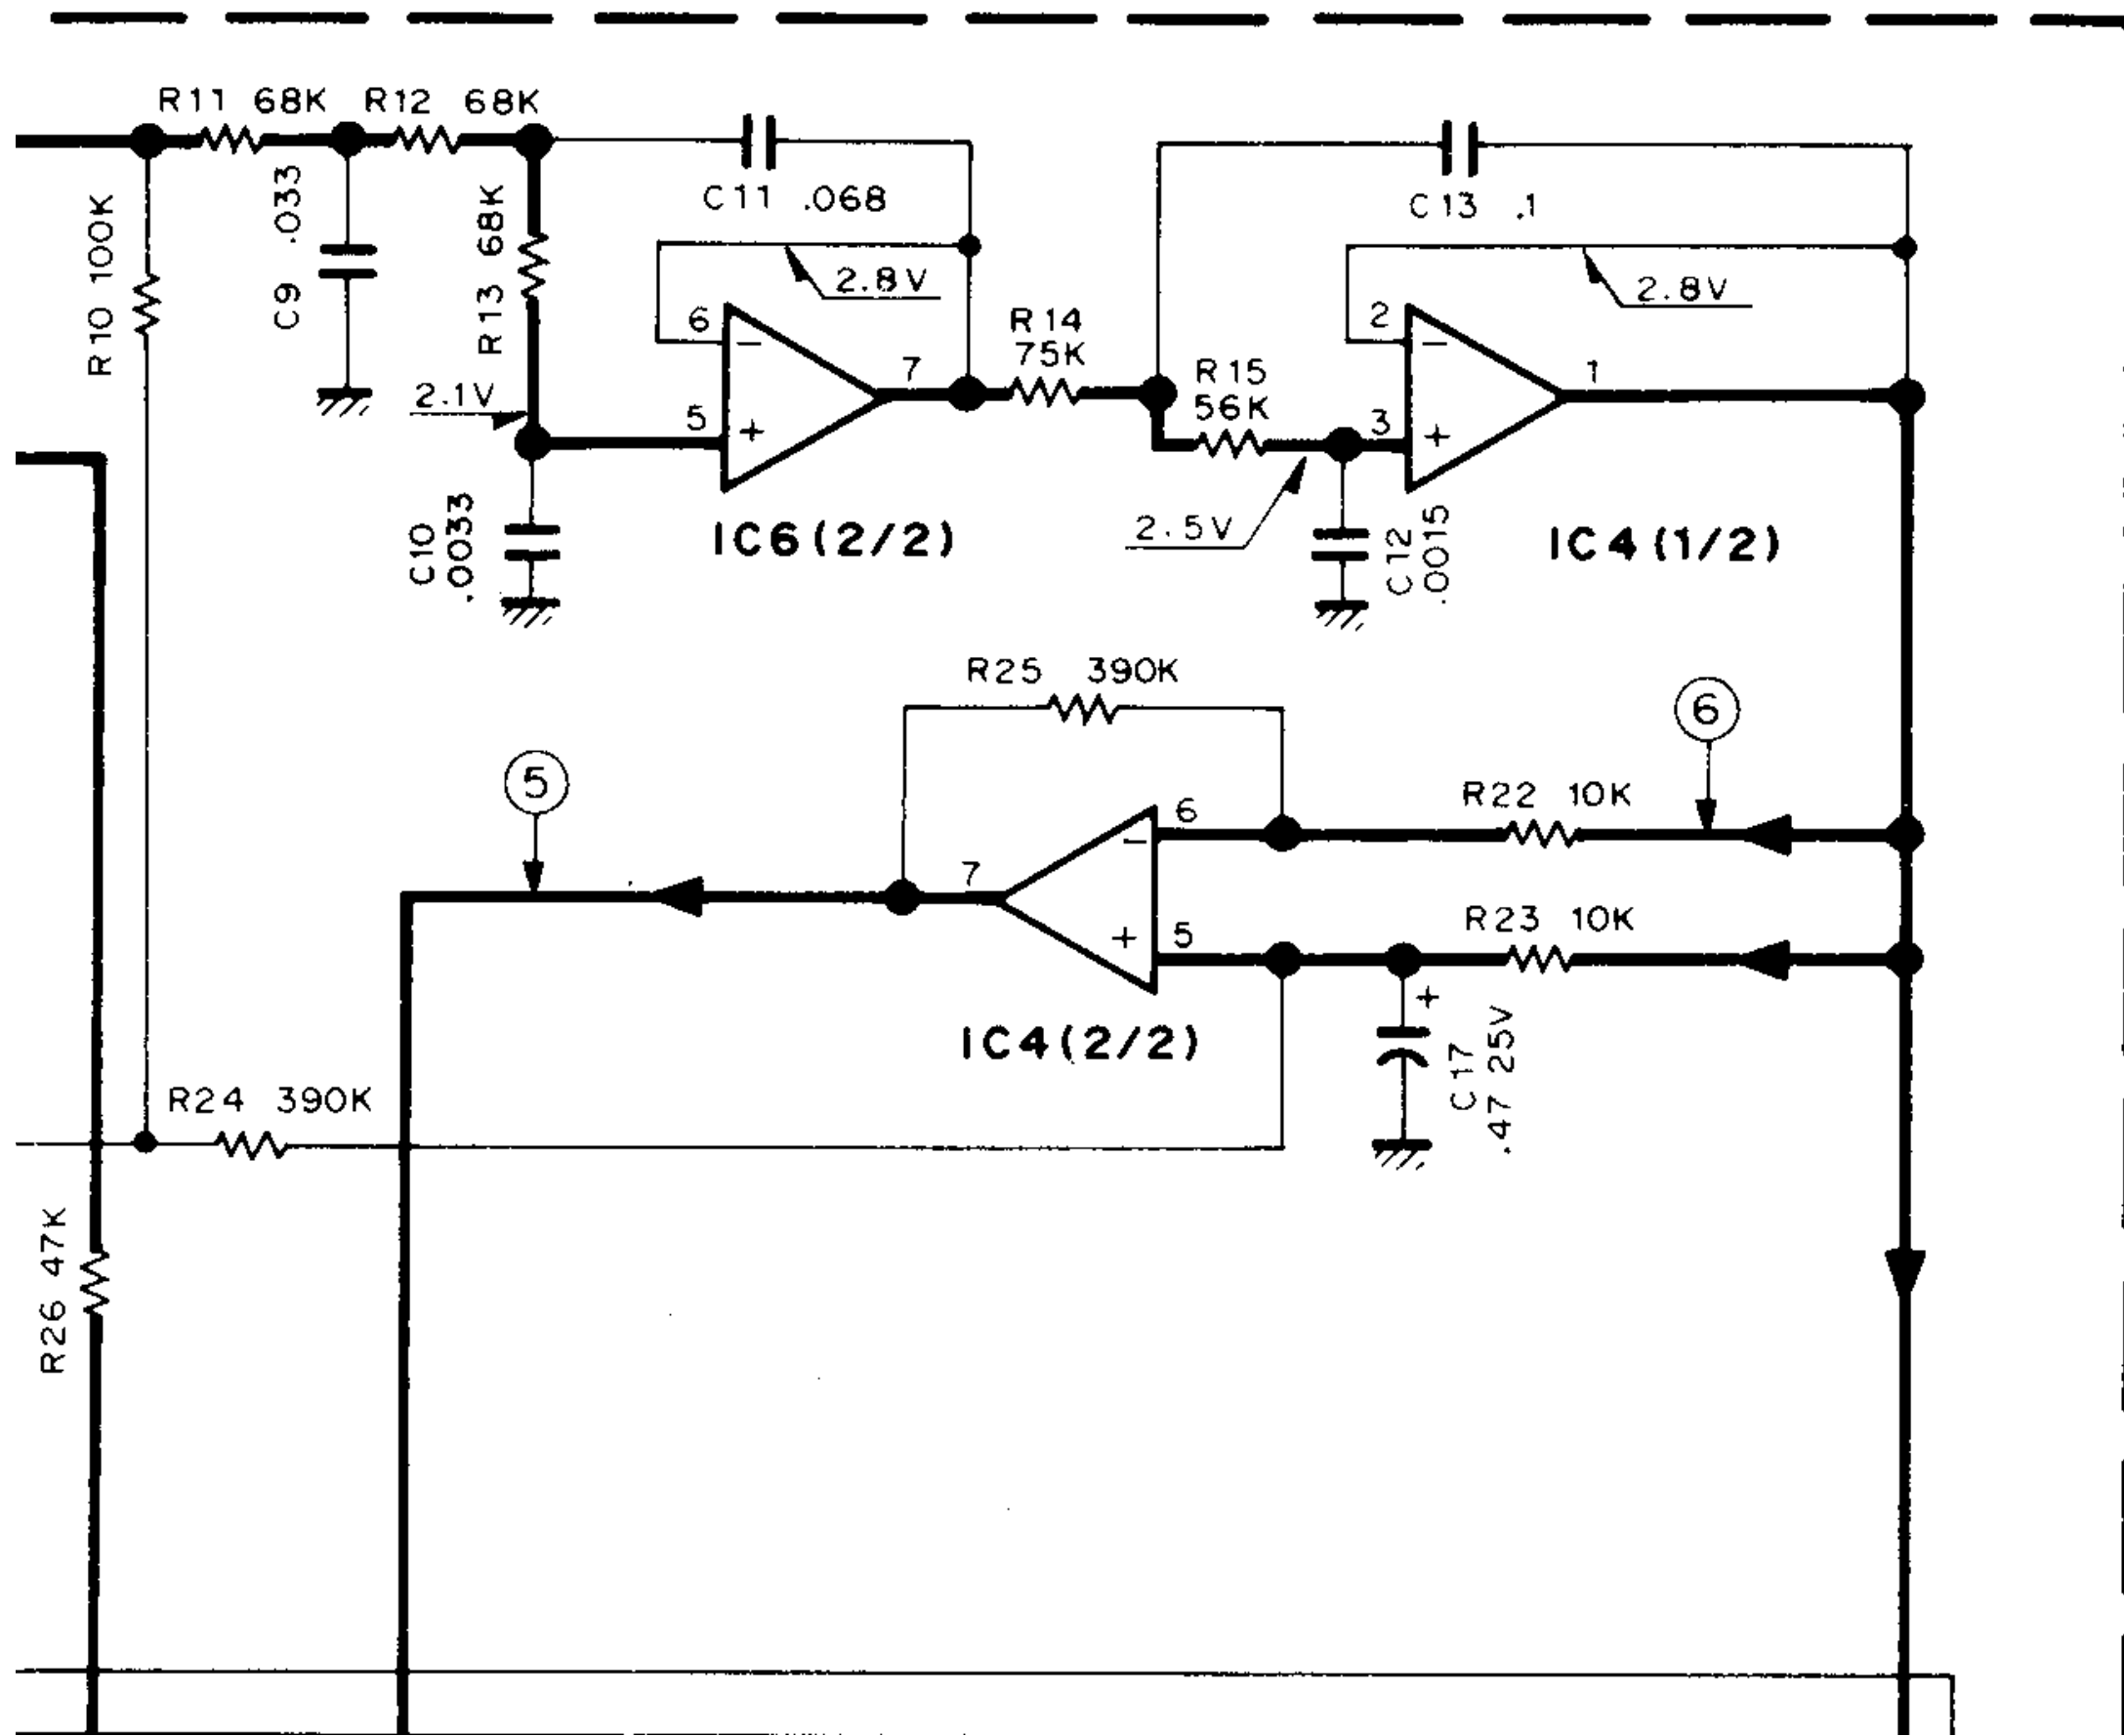 R11 68K
R12 68K
R10 100K
C9 .033
R13 68K
C11 .068
C13 .1
2.8V
2.8V
6
−
5
+
7
R14
75K
R15
56K
2
−
3
+
1
2.1V
2.5V
C10
.0033
IC6(2/2)
C12
.0015
IC4(1/2)
R25 390K
5
6
R22 10K
6
−
7
5
+
R23 10K
IC4(2/2)
+
C17
.47 25V
R24 390K
R26 47K